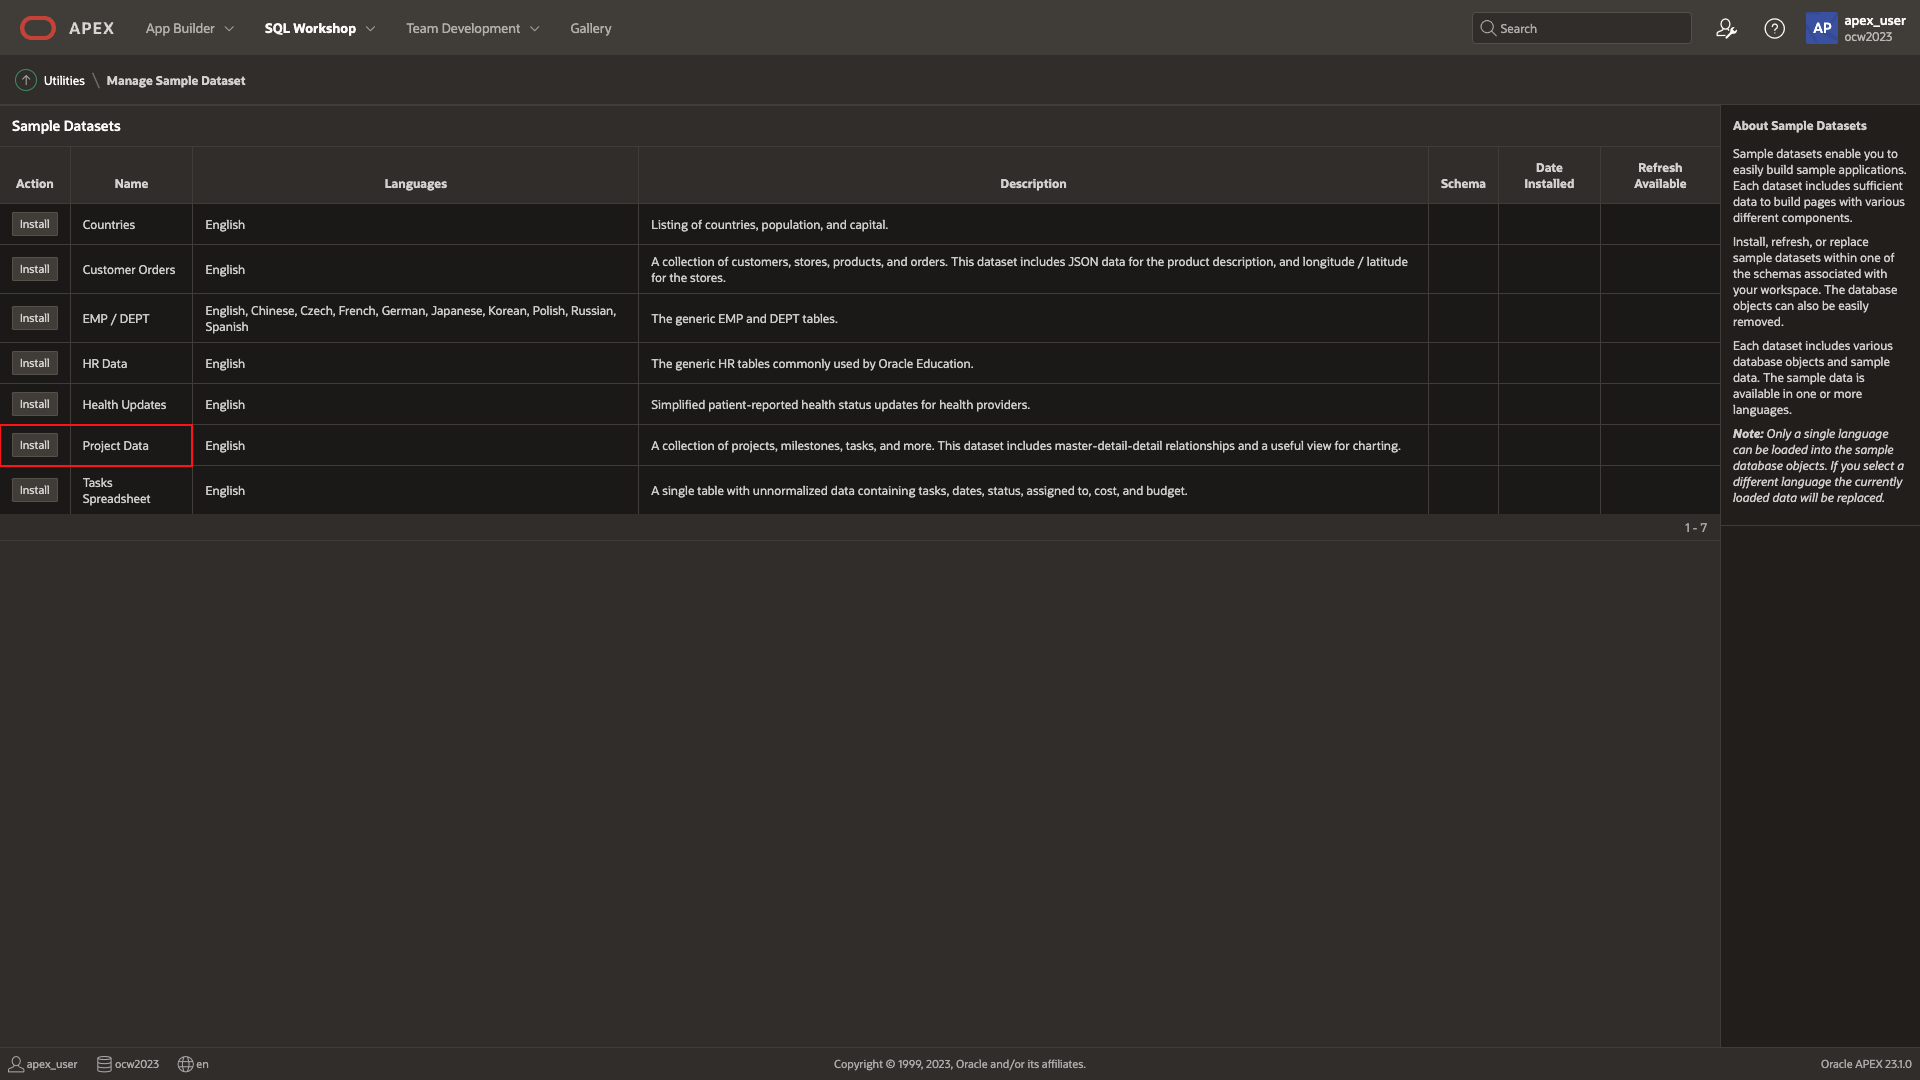 APEX
App Builder
SQL Workshop
Team Development
Gallery
Search
AP
apex_user
ocw2023
Utilities \ Manage Sample Dataset
Sample Datasets
Action
Name
Languages
Description
Schema
Date
Installed
Refresh
Available
Install
Countries
English
Listing of countries, population, and capital.
Install
Customer Orders
English
A collection of customers, stores, products, and orders. This dataset includes JSON data for the product description, and longitude / latitude
for the stores.
Install
EMP / DEPT
English, Chinese, Czech, French, German, Japanese, Korean, Polish, Russian,
Spanish
The generic EMP and DEPT tables.
Install
HR Data
English
The generic HR tables commonly used by Oracle Education.
Install
Health Updates
English
Simplified patient-reported health status updates for health providers.
Install
Project Data
English
A collection of projects, milestones, tasks, and more. This dataset includes master-detail-detail relationships and a useful view for charting.
Install
Tasks
Spreadsheet
English
A single table with unnormalized data containing tasks, dates, status, assigned to, cost, and budget.
1 - 7
About Sample Datasets
Sample datasets enable you to
easily build sample applications.
Each dataset includes sufficient
data to build pages with various
different components.
Install, refresh, or replace
sample datasets within one of
the schemas associated with
your workspace. The database
objects can also be easily
removed.
Each dataset includes various
database objects and sample
data. The sample data is
available in one or more
languages.
Note: Only a single language
can be loaded into the sample
database objects. If you select a
different language the currently
loaded data will be replaced.
apex_user
ocw2023
en
Copyright © 1999, 2023, Oracle and/or its affiliates.
Oracle APEX 23.1.0